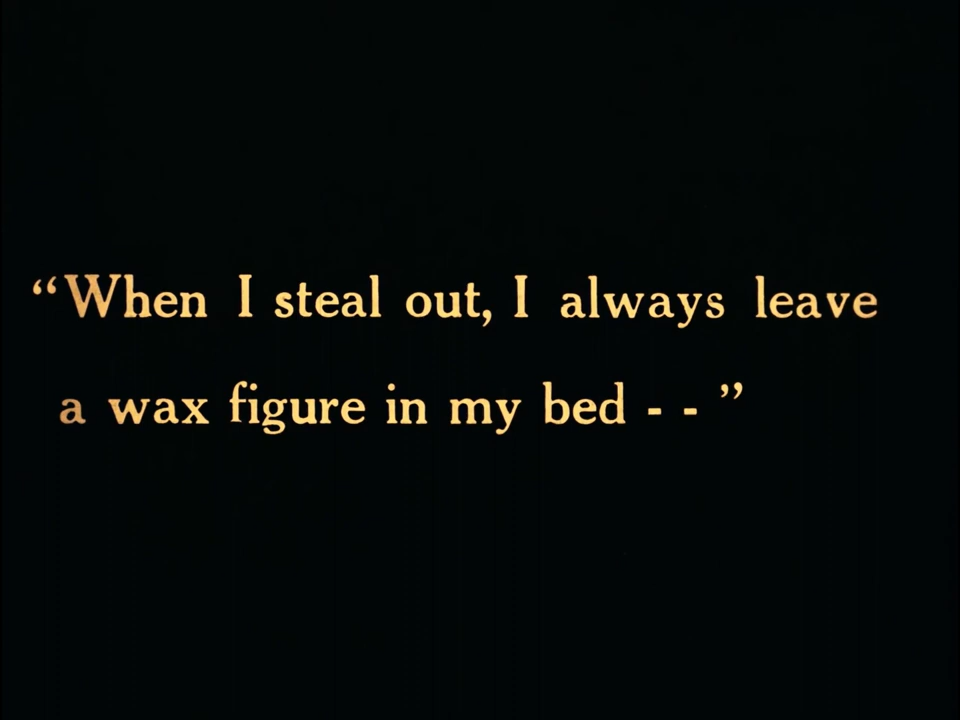 “When I steal out, I always leave
a wax figure in my bed - - ”